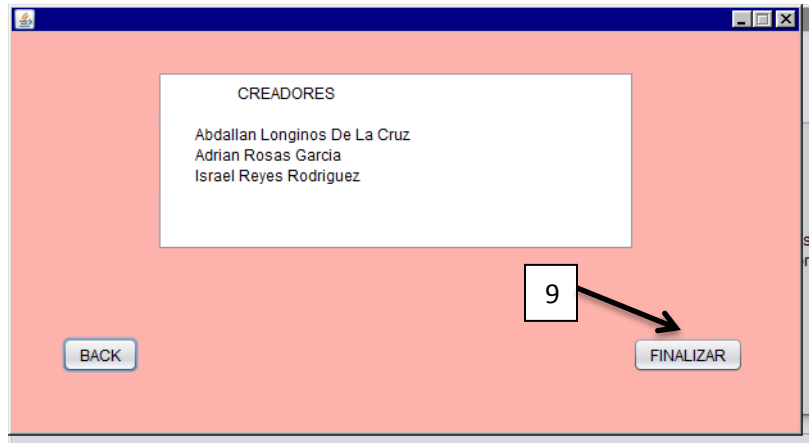 CREADORES
Abdallan Longinos De La Cruz
Adrian Rosas Garcia
Israel Reyes Rodriguez
9
BACK
FINALIZAR